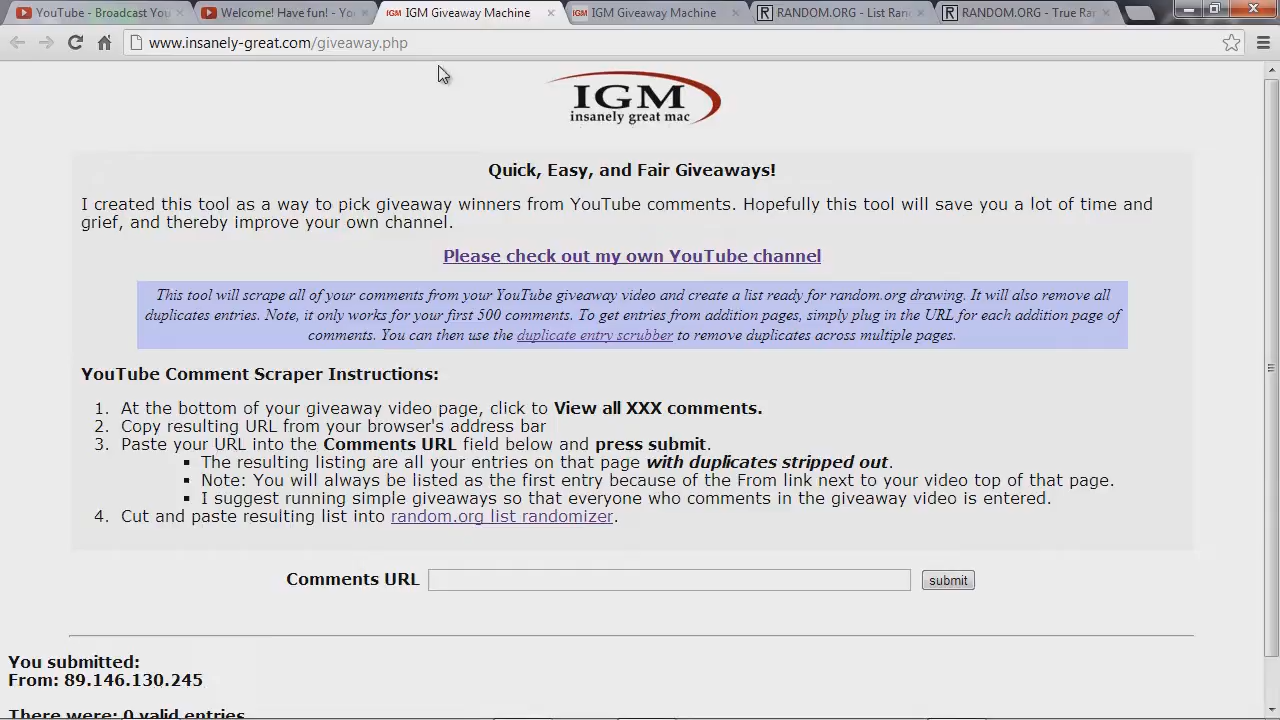 YouTube - Broadcast You
Welcome! Have fun! - Yo
IGM Giveaway Machine
IGM Giveaway Machine
RANDOM.ORG - List Ran
RANDOM.ORG - True Ra
www.insanely-great.com/giveaway.php
IGM
insanely great mac
Quick, Easy, and Fair Giveaways!
I created this tool as a way to pick giveaway winners from YouTube comments. Hopefully this tool will save you a lot of time and
grief, and thereby improve your own channel.
Please check out my own YouTube channel
This tool will scrape all of your comments from your YouTube giveaway video and create a list ready for random.org drawing. It will also remove all
duplicates entries. Note, it only works for your first 500 comments. To get entries from addition pages, simply plug in the URL for each addition page of
comments. You can then use the duplicate entry scrubber to remove duplicates across multiple pages.
YouTube Comment Scraper Instructions:
1. At the bottom of your giveaway video page, click to View all XXX comments.
2. Copy resulting URL from your browser's address bar
3. Paste your URL into the Comments URL field below and press submit.
The resulting listing are all your entries on that page with duplicates stripped out.
Note: You will always be listed as the first entry because of the From link next to your video top of that page.
I suggest running simple giveaways so that everyone who comments in the giveaway video is entered.
4. Cut and paste resulting list into random.org list randomizer.
Comments URL
submit
You submitted:
From: 89.146.130.245
There were: 0 valid entries